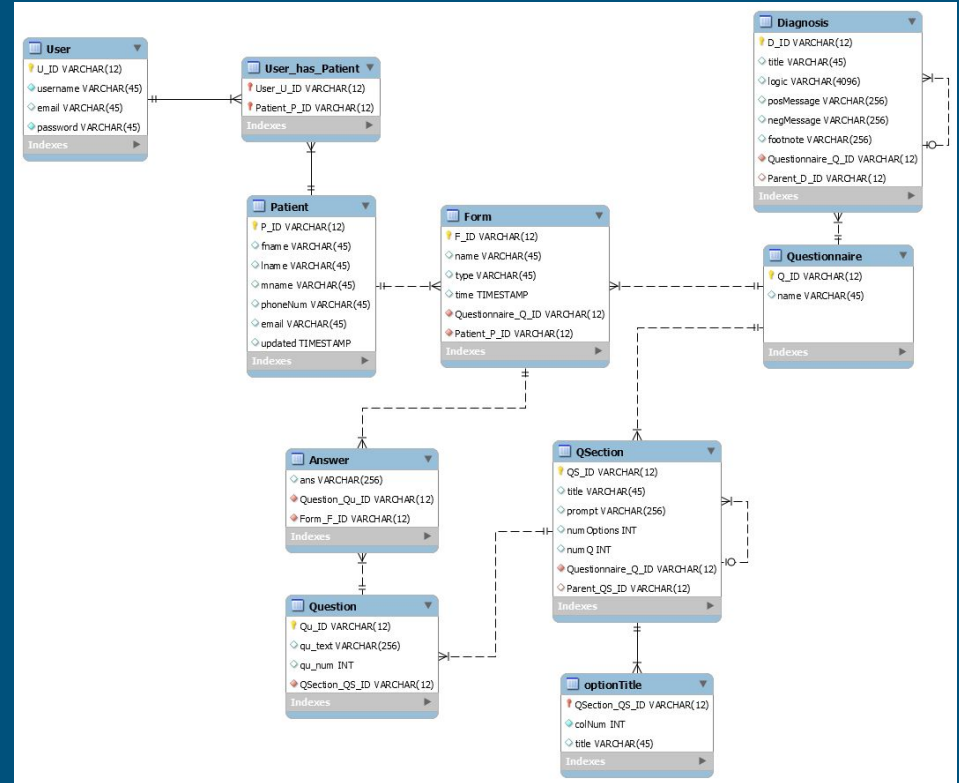 User
U_ID VARCHAR(12)
username VARCHAR(45)
email VARCHAR(45)
password VARCHAR(45)
Indexes
User_has_Patient
User_U_ID VARCHAR(12)
Patient_P_ID VARCHAR(12)
Indexes
Diagnosis
D_ID VARCHAR(12)
title VARCHAR(45)
logic VARCHAR(4096)
posMessage VARCHAR(256)
negMessage VARCHAR(256)
footnote VARCHAR(256)
Questionnaire_Q_ID VARCHAR(12)
Parent_D_ID VARCHAR(12)
Indexes
Patient
P_ID VARCHAR(12)
fname VARCHAR(45)
lname VARCHAR(45)
mname VARCHAR(45)
phoneNum VARCHAR(45)
email VARCHAR(45)
updated TIMESTAMP
Indexes
Form
F_ID VARCHAR(12)
name VARCHAR(45)
type VARCHAR(45)
time TIMESTAMP
Questionnaire_Q_ID VARCHAR(12)
Patient_P_ID VARCHAR(12)
Indexes
Questionnaire
Q_ID VARCHAR(12)
name VARCHAR(45)
Indexes
Answer
ans VARCHAR(256)
Question_Qu_ID VARCHAR(12)
Form_F_ID VARCHAR(12)
Indexes
QSection
QS_ID VARCHAR(12)
title VARCHAR(45)
prompt VARCHAR(256)
numOptions INT
numQ INT
Questionnaire_Q_ID VARCHAR(12)
Parent_QS_ID VARCHAR(12)
Indexes
Question
Qu_ID VARCHAR(12)
qu_text VARCHAR(256)
qu_num INT
QSection_QS_ID VARCHAR(12)
Indexes
optionTitle
QSection_QS_ID VARCHAR(12)
colNum INT
title VARCHAR(45)
Indexes